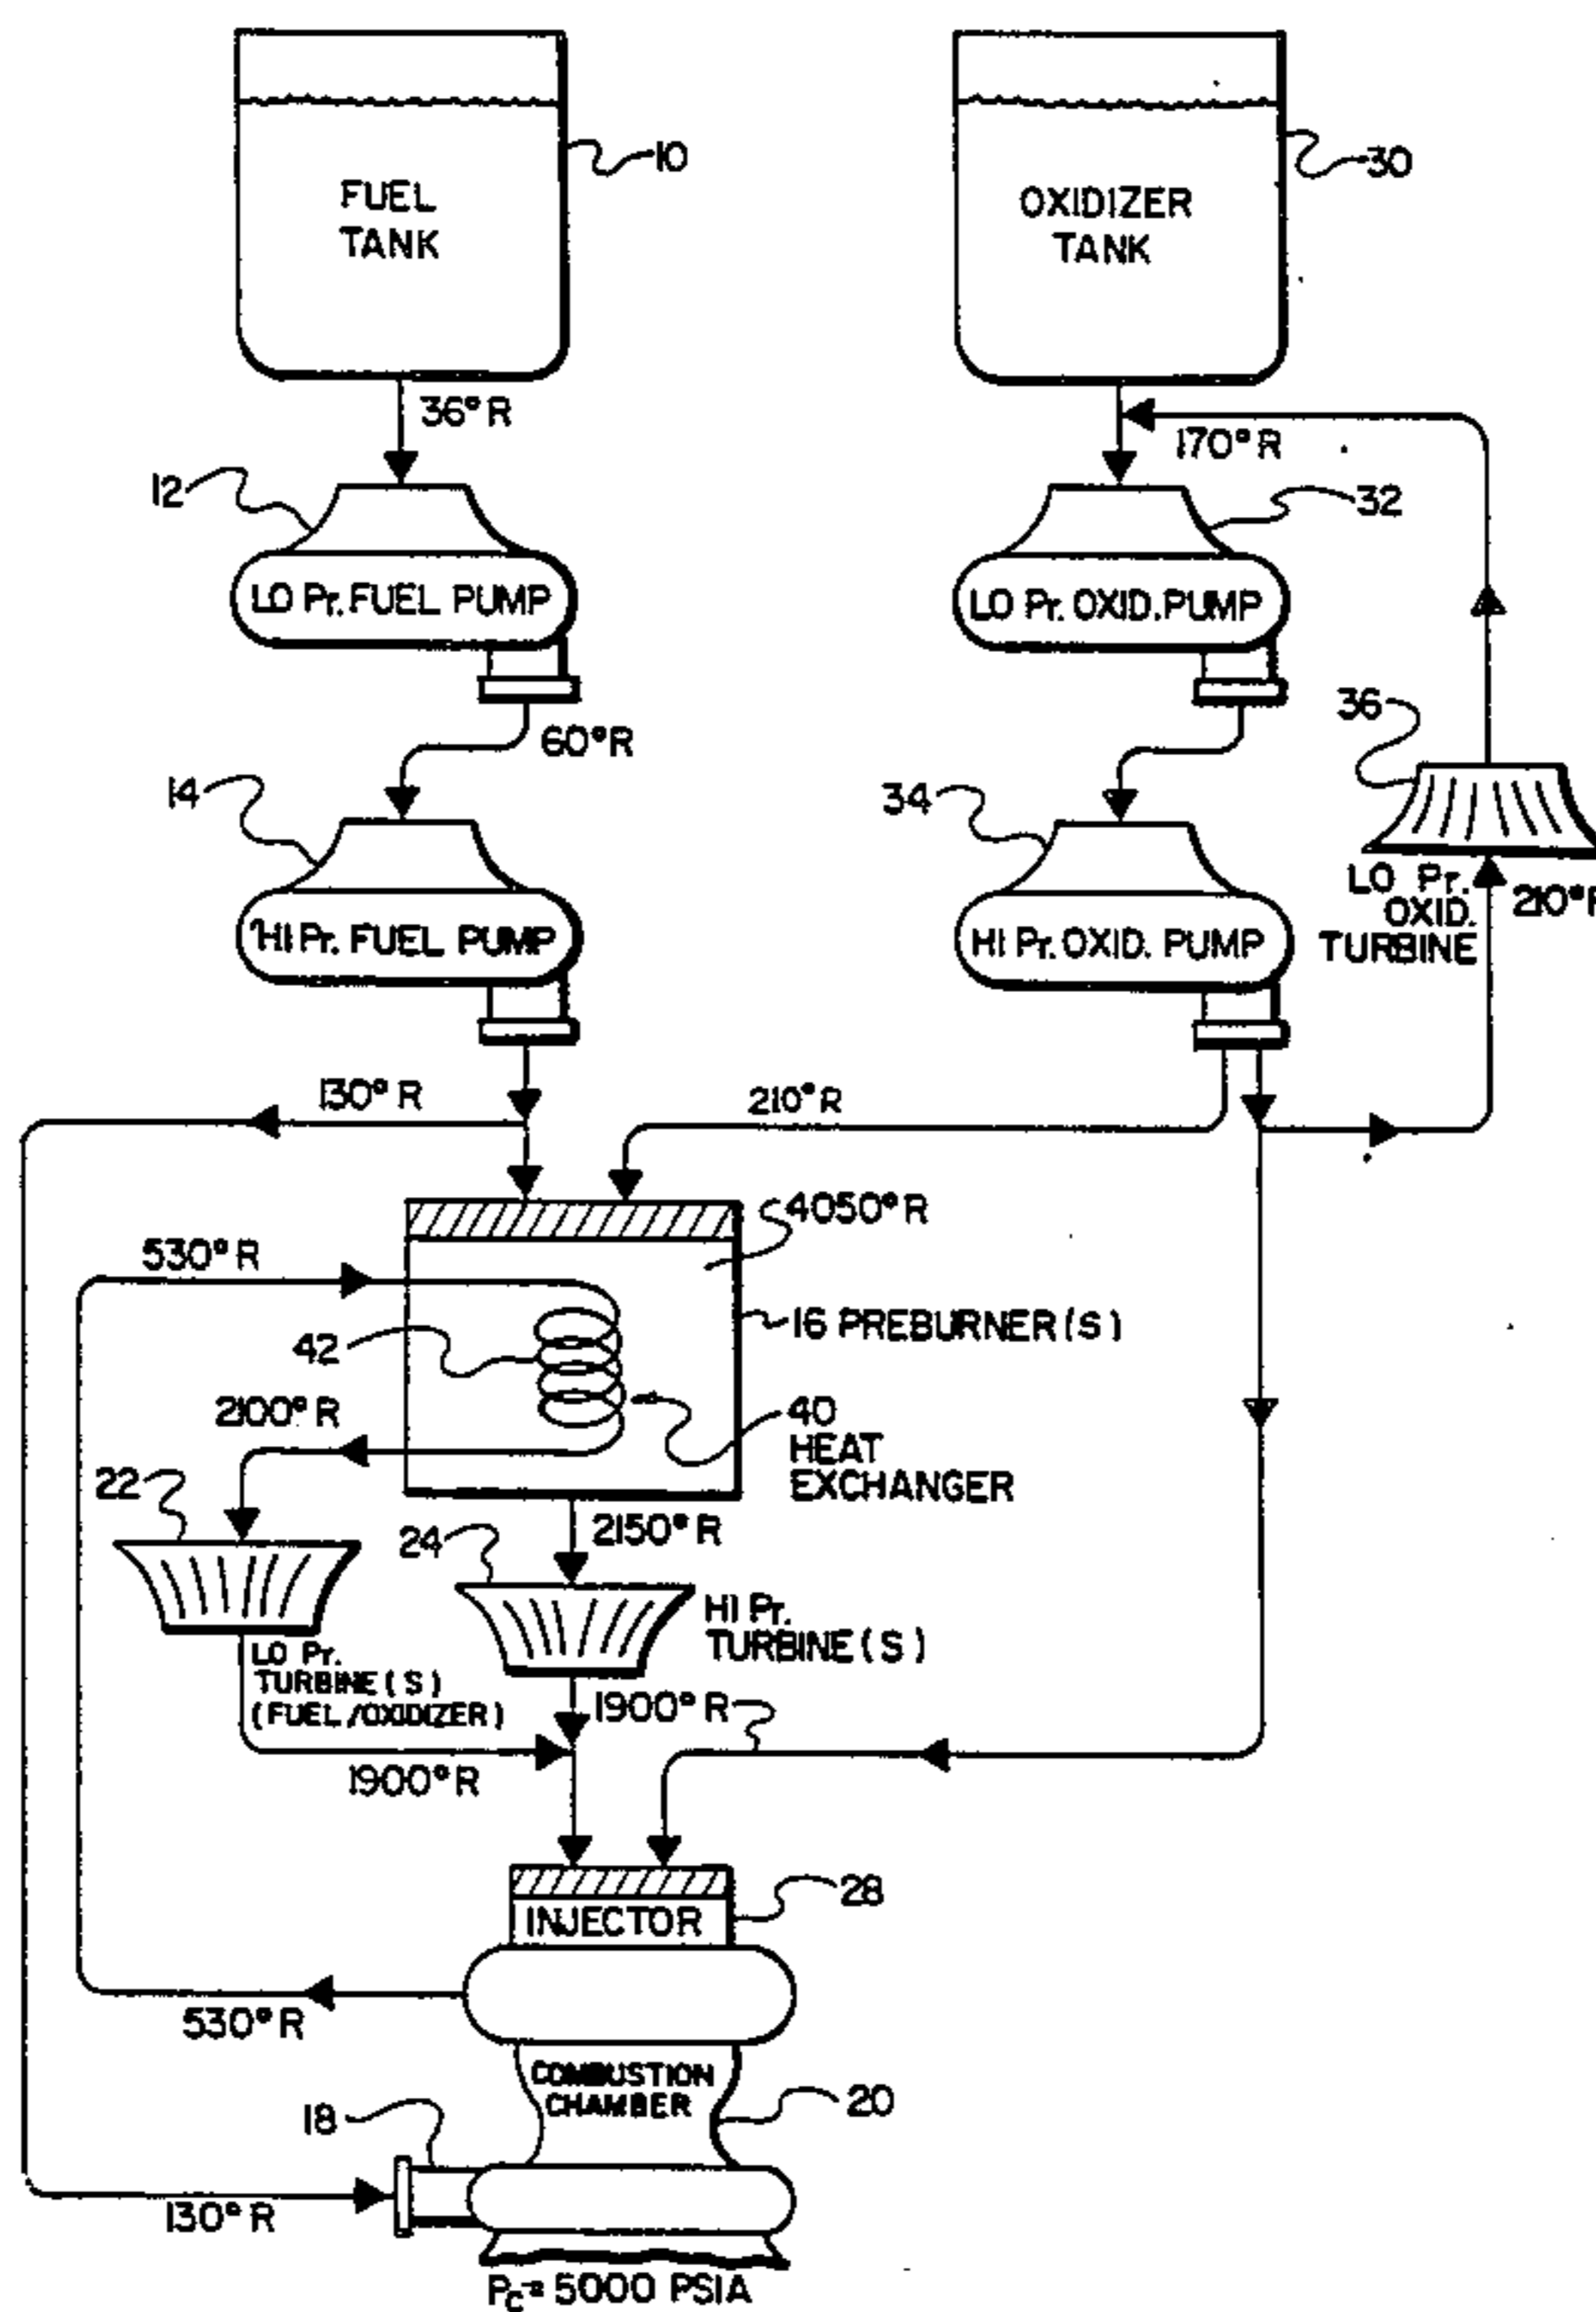 FUEL
TANK
10
OXIDIZER
TANK
30
36°R
170°R
12
32
LO Pr. FUEL PUMP
LO Pr. OXID. PUMP
60°R
36
14
34
HI Pr. FUEL PUMP
HI Pr. OXID. PUMP
LO Pr.
OXID.
TURBINE
210°R
130°R
210°R
4050°R
530°R
16 PREBURNER(S)
42
2100°R
40
HEAT
EXCHANGER
22
24
2150°R
HI Pr.
TURBINE(S)
LO Pr.
TURBINE(S)
(FUEL/OXIDIZER)
1900°R
1900°R
28
INJECTOR
530°R
COMBUSTION
CHAMBER
20
18
130°R
Pc= 5000 PSIA